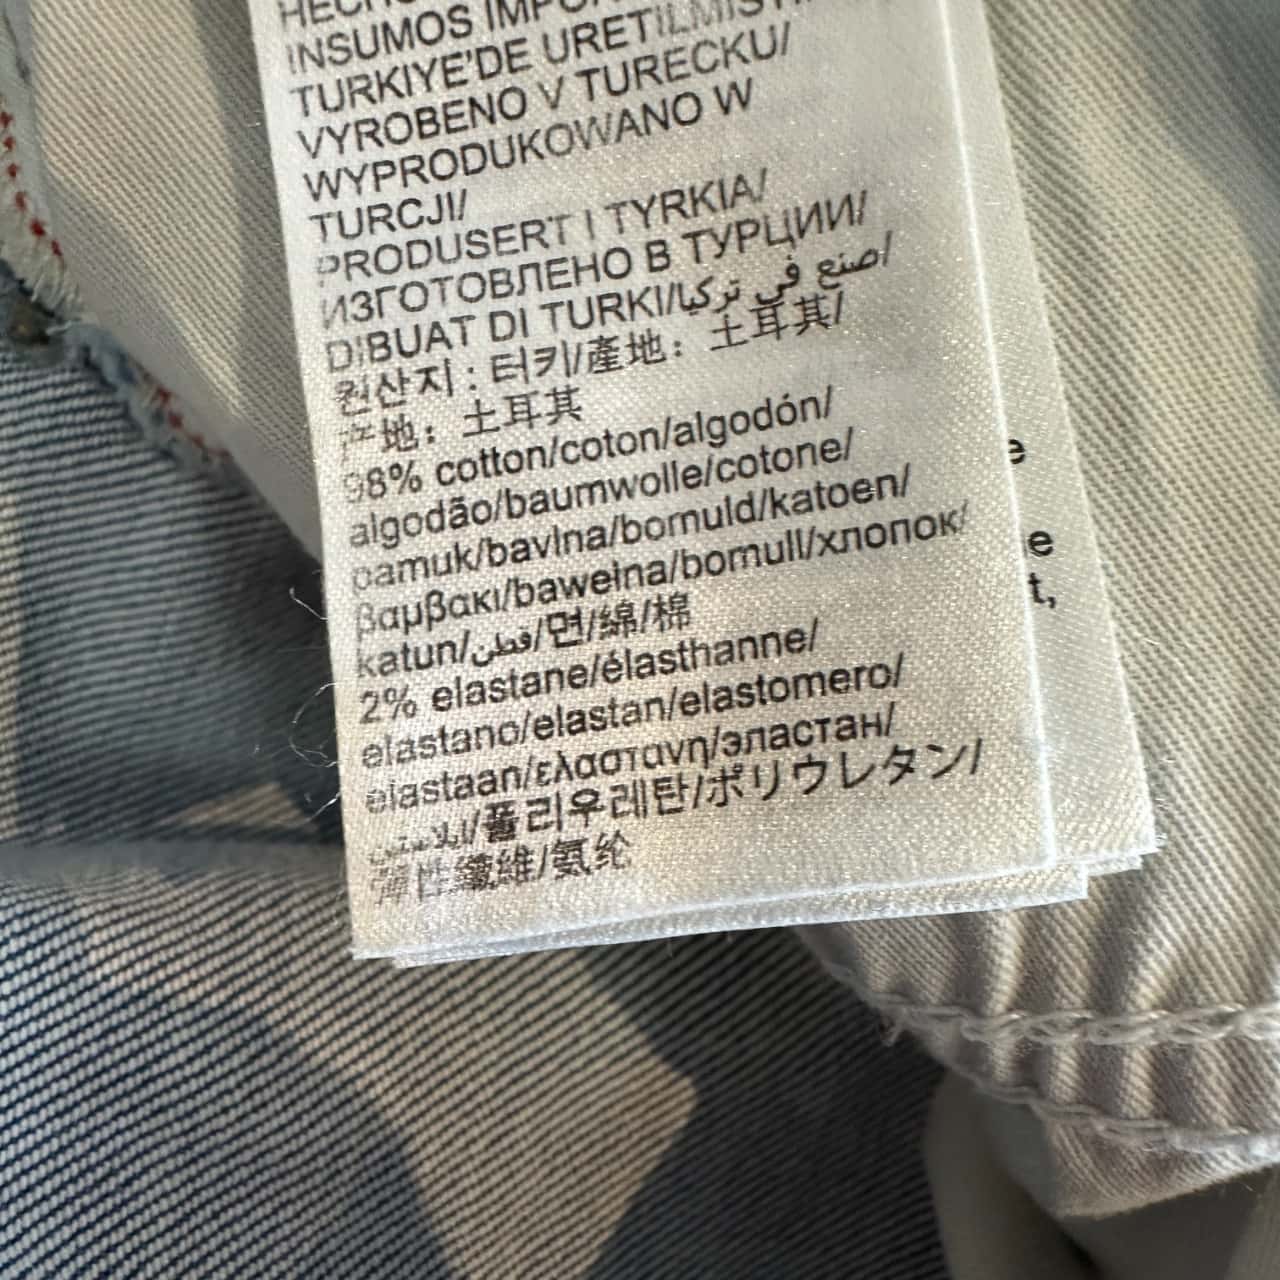 INSUMOS
TURKIYE'DE URETILMISTIR/
VYROBENO V TURECKU/
WYPRODUKOWANO W
TURCJI/
PRODUSERT I TYRKIA/
ИЗГОТОВЛЕНО В ТУРЦИИ/
DIBUAT DI TURKI/صنع في تركيا/
원산지 : 터키/產地：土耳其/
产地：土耳其
98% cotton/coton/algodón/
algodão/baumwolle/cotone/
pamuk/bavlna/bomuld/katoen/
βαμβακι/bawełna/bomull/хлопок/
katun/قطن/면/綿/棉
2% elastane/élasthanne/
elastano/elastan/elastomero/
elastaan/ελαστανη/эластан/
폴리우레탄/ポリウレタン/
彈性纖維/氨纶
e
e
t,